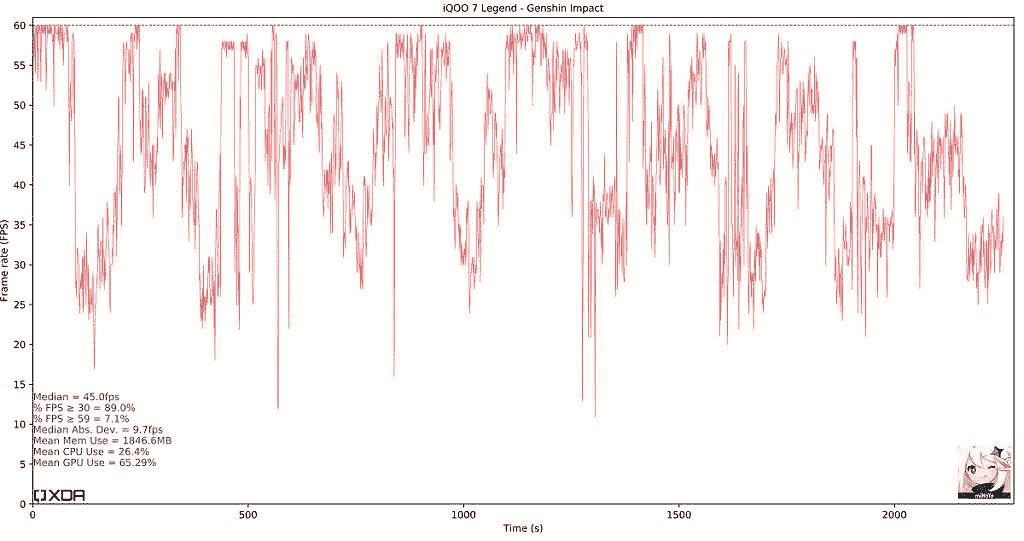 iQOO 7 Legend - Genshin Impact
60
55
50
45
40
35
30
25
20
15
10
5
0
Frame rate (FPS)
Median = 45.0fps
% FPS ≥ 30 = 89.0%
% FPS ≥ 59 = 7.1%
Median Abs. Dev. = 9.7fps
Mean Mem Use = 1846.6MB
Mean CPU Use = 26.4%
Mean GPU Use = 65.29%
XDA
miHoYo
0 500 1000 1500 2000
Time (s)